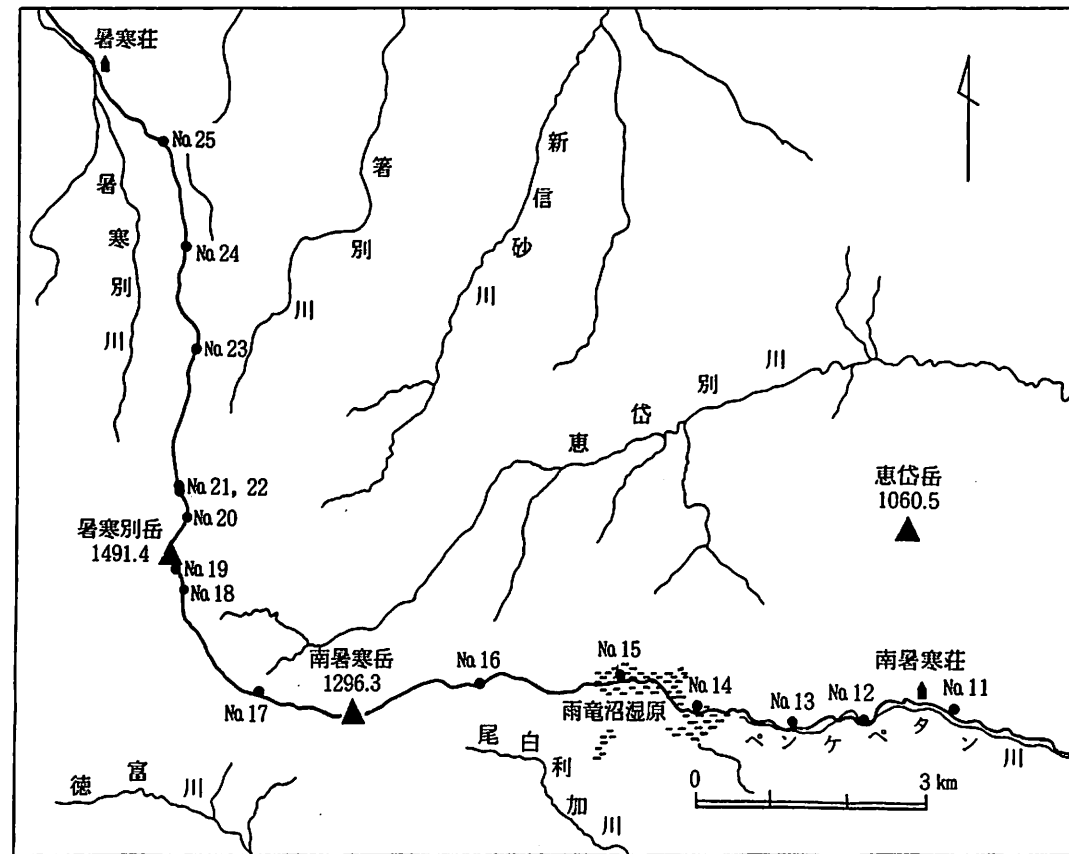 暑寒荘
No. 25
暑寒別川
No. 24
No. 23
箸別川
新信砂川
恵岱別川
恵岱岳
1060.5
No. 21, 22
No. 20
暑寒別岳
1491.4
No. 19
No. 18
No. 17
南暑寒岳
1296.3
No. 16
No. 15
雨竜沼湿原
No. 14
No. 13
No. 12
南暑寒荘
No. 11
ペンケペタン川
尾白利加川
徳富川
0 3 km